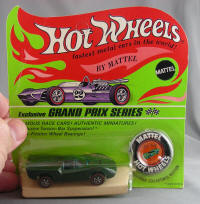 Hot Wheels
fastest metal cars in the world!
BY MATTEL
MATTEL
Exclusive GRAND PRIX SERIES
FAMOUS RACE CARS! AUTHENTIC MINIATURES!
Torsion-Bar Suspension!
Wheel Bearings!
MATTEL
HOT WHEELS